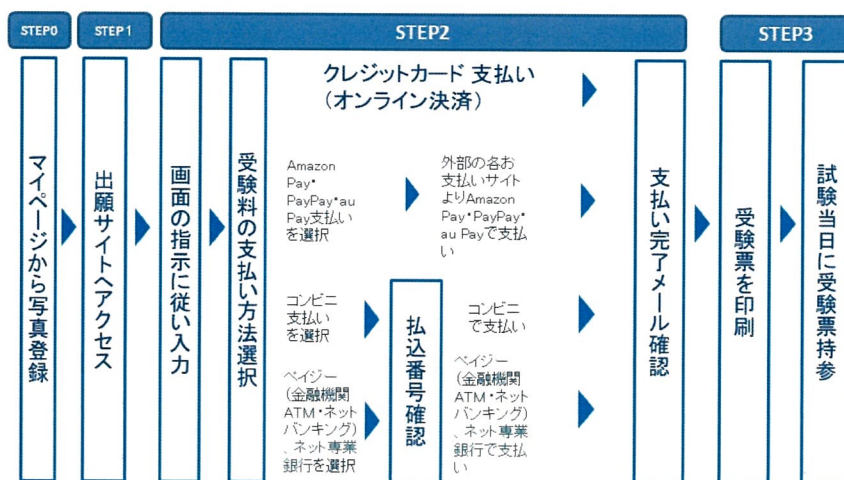 STEP0
STEP1
STEP2
STEP3
マイページから写真登録
出願サイトへアクセス
画面の指示に従い入力
受験料の支払い方法選択
クレジットカード 支払い
(オンライン決済)
Amazon
Pay・
PayPay・au
Pay支払い
を選択
外部の各お
支払いサイト
よりAmazon
Pay・PayPay・
au Payで支払
い
コンビニ
支払い
を選択
ペイジー
(金融機関
ATM・ネット
バンキング)
、ネット専業
銀行を選択
払込番号確認
コンビニ
で支払い
ペイジー
(金融機関
ATM・ネット
バンキング)
、ネット専業
銀行で支払
い
支払い完了メール確認
受験票を印刷
試験当日に受験票持参